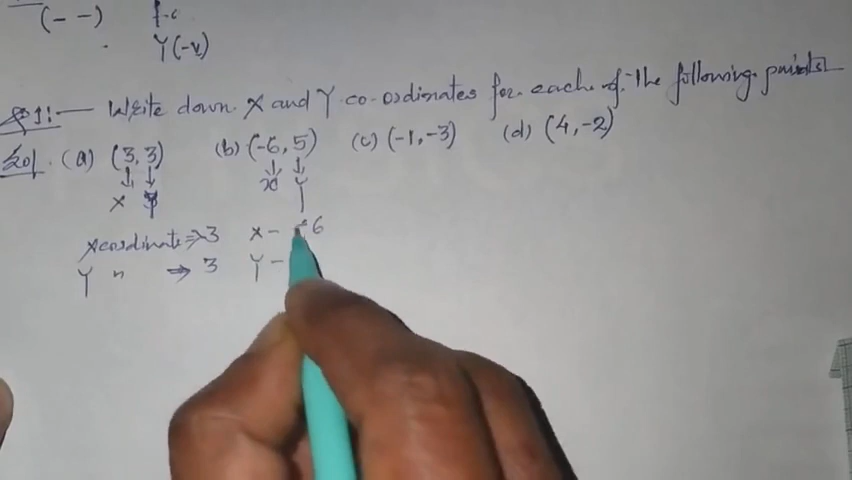 (- -)
Y(-v)
Q1:— Write down X and Y co-ordinates for each of the following points
Sol. (a) (3, 3) (b) (-6, 5) (c) (-1, -3) (d) (4, -2)
X Y x Y
x coordinate ⇒ 3 X - -6
Y " ⇒ 3 Y -